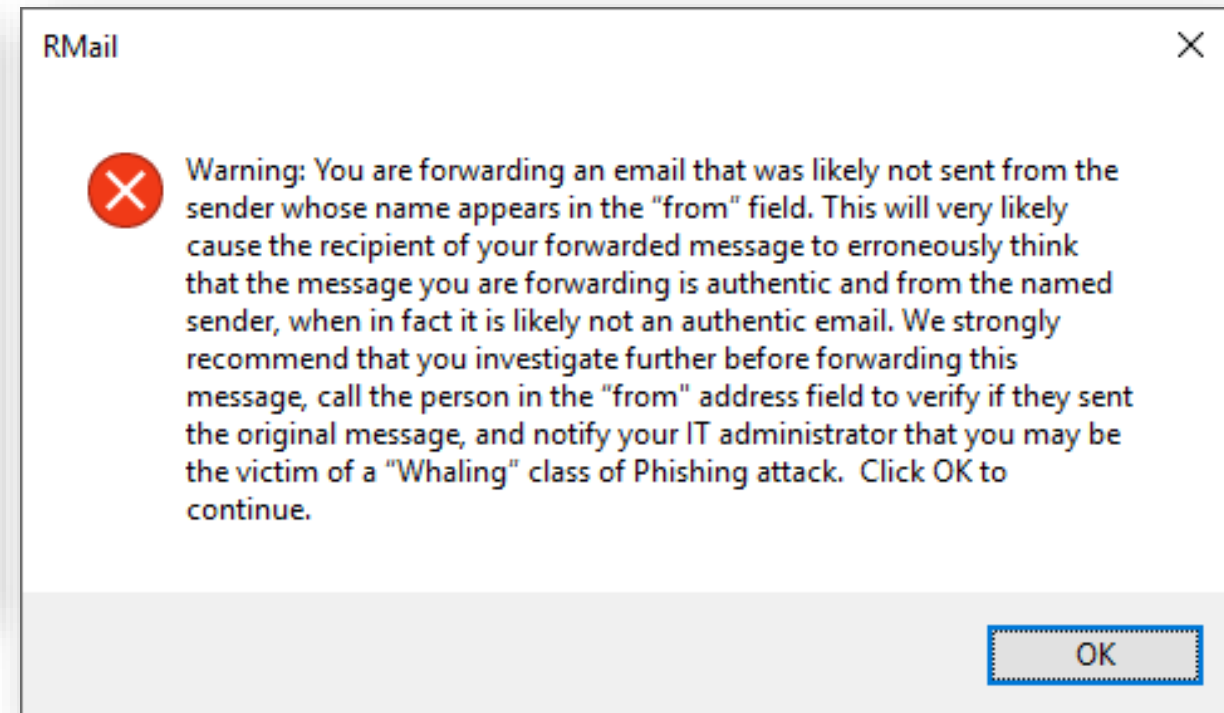 RMail
Warning: You are forwarding an email that was likely not sent from the
sender whose name appears in the “from” field. This will very likely
cause the recipient of your forwarded message to erroneously think
that the message you are forwarding is authentic and from the named
sender, when in fact it is likely not an authentic email. We strongly
recommend that you investigate further before forwarding this
message, call the person in the “from" address field to verify if they sent
the original message, and notify your IT administrator that you may be
the victim of a “Whaling” class of Phishing attack.  Click OK to
continue.
OK